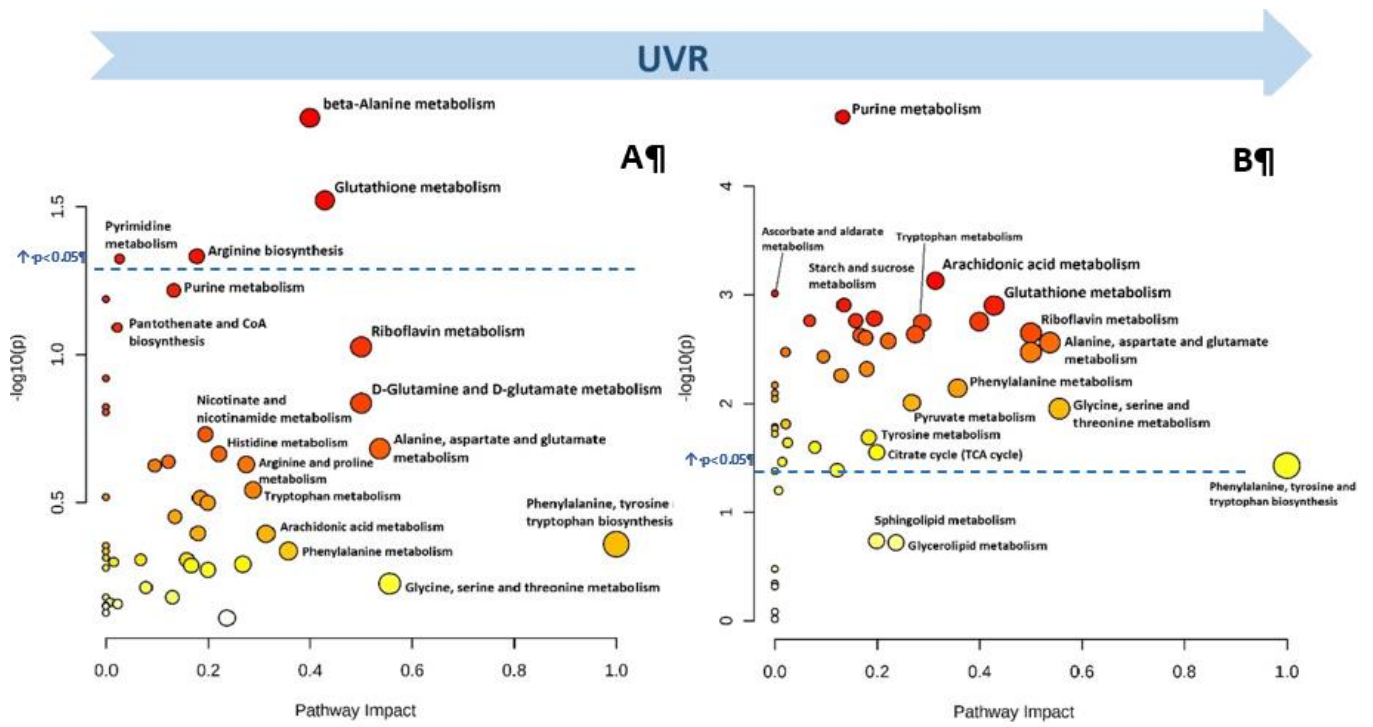 UVR
beta-Alanine metabolism
A¶
Glutathione metabolism
1.5
Pyrimidine
metabolism
Arginine biosynthesis
↑·p<0.05¶
Purine metabolism
Pantothenate and CoA
biosynthesis
Riboflavin metabolism
1.0
-log10(p)
D-Glutamine and D-glutamate metabolism
Nicotinate and
nicotinamide metabolism
Histidine metabolism
Alanine, aspartate and glutamate
metabolism
Arginine and proline
metabolism
Tryptophan metabolism
0.5
Phenylalanine, tyrosine
tryptophan biosynthesis
Arachidonic acid metabolism
Phenylalanine metabolism
Glycine, serine and threonine metabolism
0.0
0.2
0.4
0.6
0.8
1.0
Pathway Impact
Purine metabolism
B¶
4
Ascorbate and aldarate
metabolism
Tryptophan metabolism
Starch and sucrose
metabolism
Arachidonic acid metabolism
3
Glutathione metabolism
Riboflavin metabolism
Alanine, aspartate and glutamate
metabolism
-log10(p)
Phenylalanine metabolism
2
Glycine, serine and
threonine metabolism
Pyruvate metabolism
Tyrosine metabolism
Citrate cycle (TCA cycle)
↑·p<0.05¶
Phenylalanine, tyrosine and
tryptophan biosynthesis
1
Sphingolipid metabolism
Glycerolipid metabolism
0
0.0
0.2
0.4
0.6
0.8
1.0
Pathway Impact